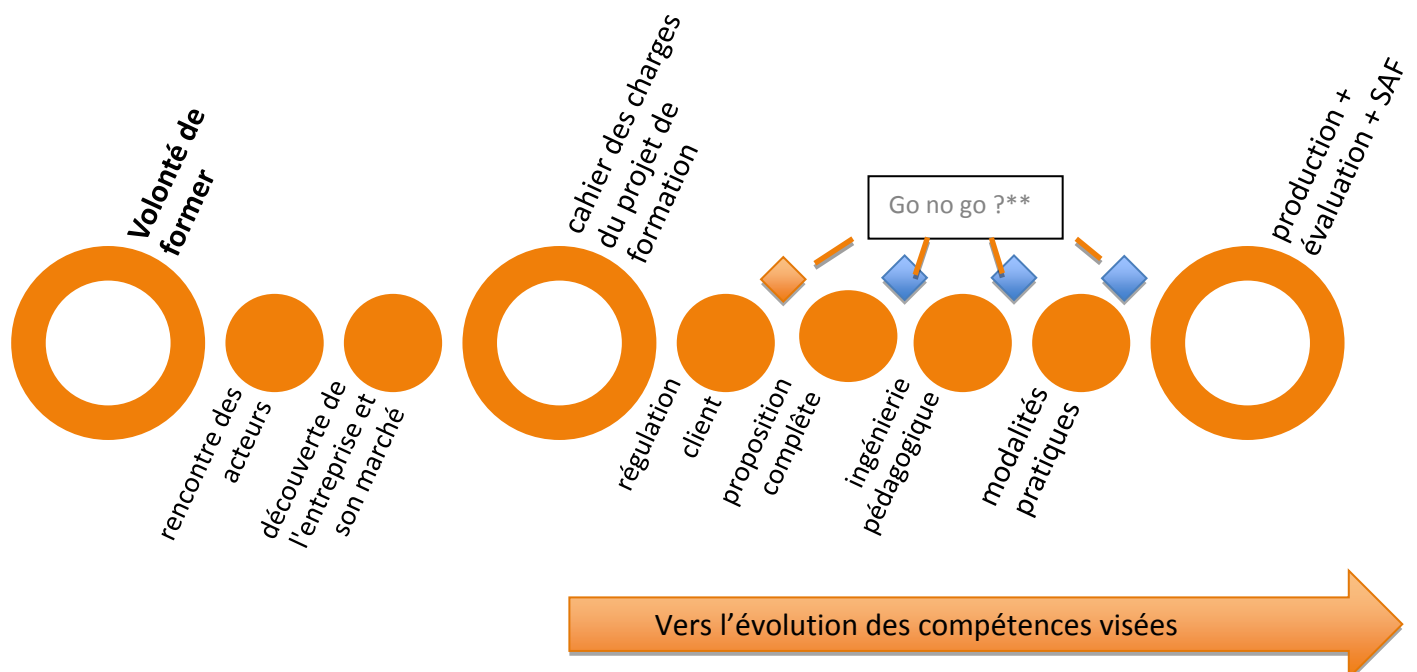 Volonté de
former
rencontre des
acteurs
découverte de
l'entreprise et
son marché
cahier des charges
du projet de
formation
régulation
client
Go no go ?**
proposition
complète
ingénierie
pédagogique
modalités
pratiques
production +
évaluation + SAF
Vers l’évolution des compétences visées